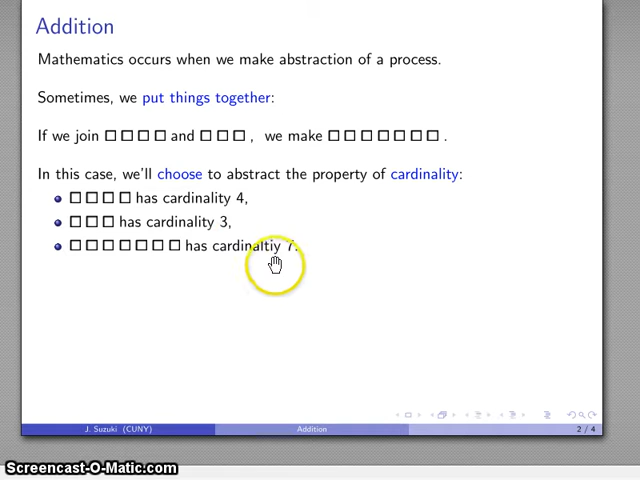 Addition
Mathematics occurs when we make abstraction of a process.
Sometimes, we put things together:
If we join □ □ □ □ and □ □ □ , we make □ □ □ □ □ □ □ .
In this case, we'll choose to abstract the property of cardinality:
□ □ □ □ has cardinality 4,
□ □ □ has cardinality 3,
□ □ □ □ □ □ □ has cardinaltiy 7.
J. Suzuki (CUNY) Addition 2 / 4
Screencast-O-Matic.com